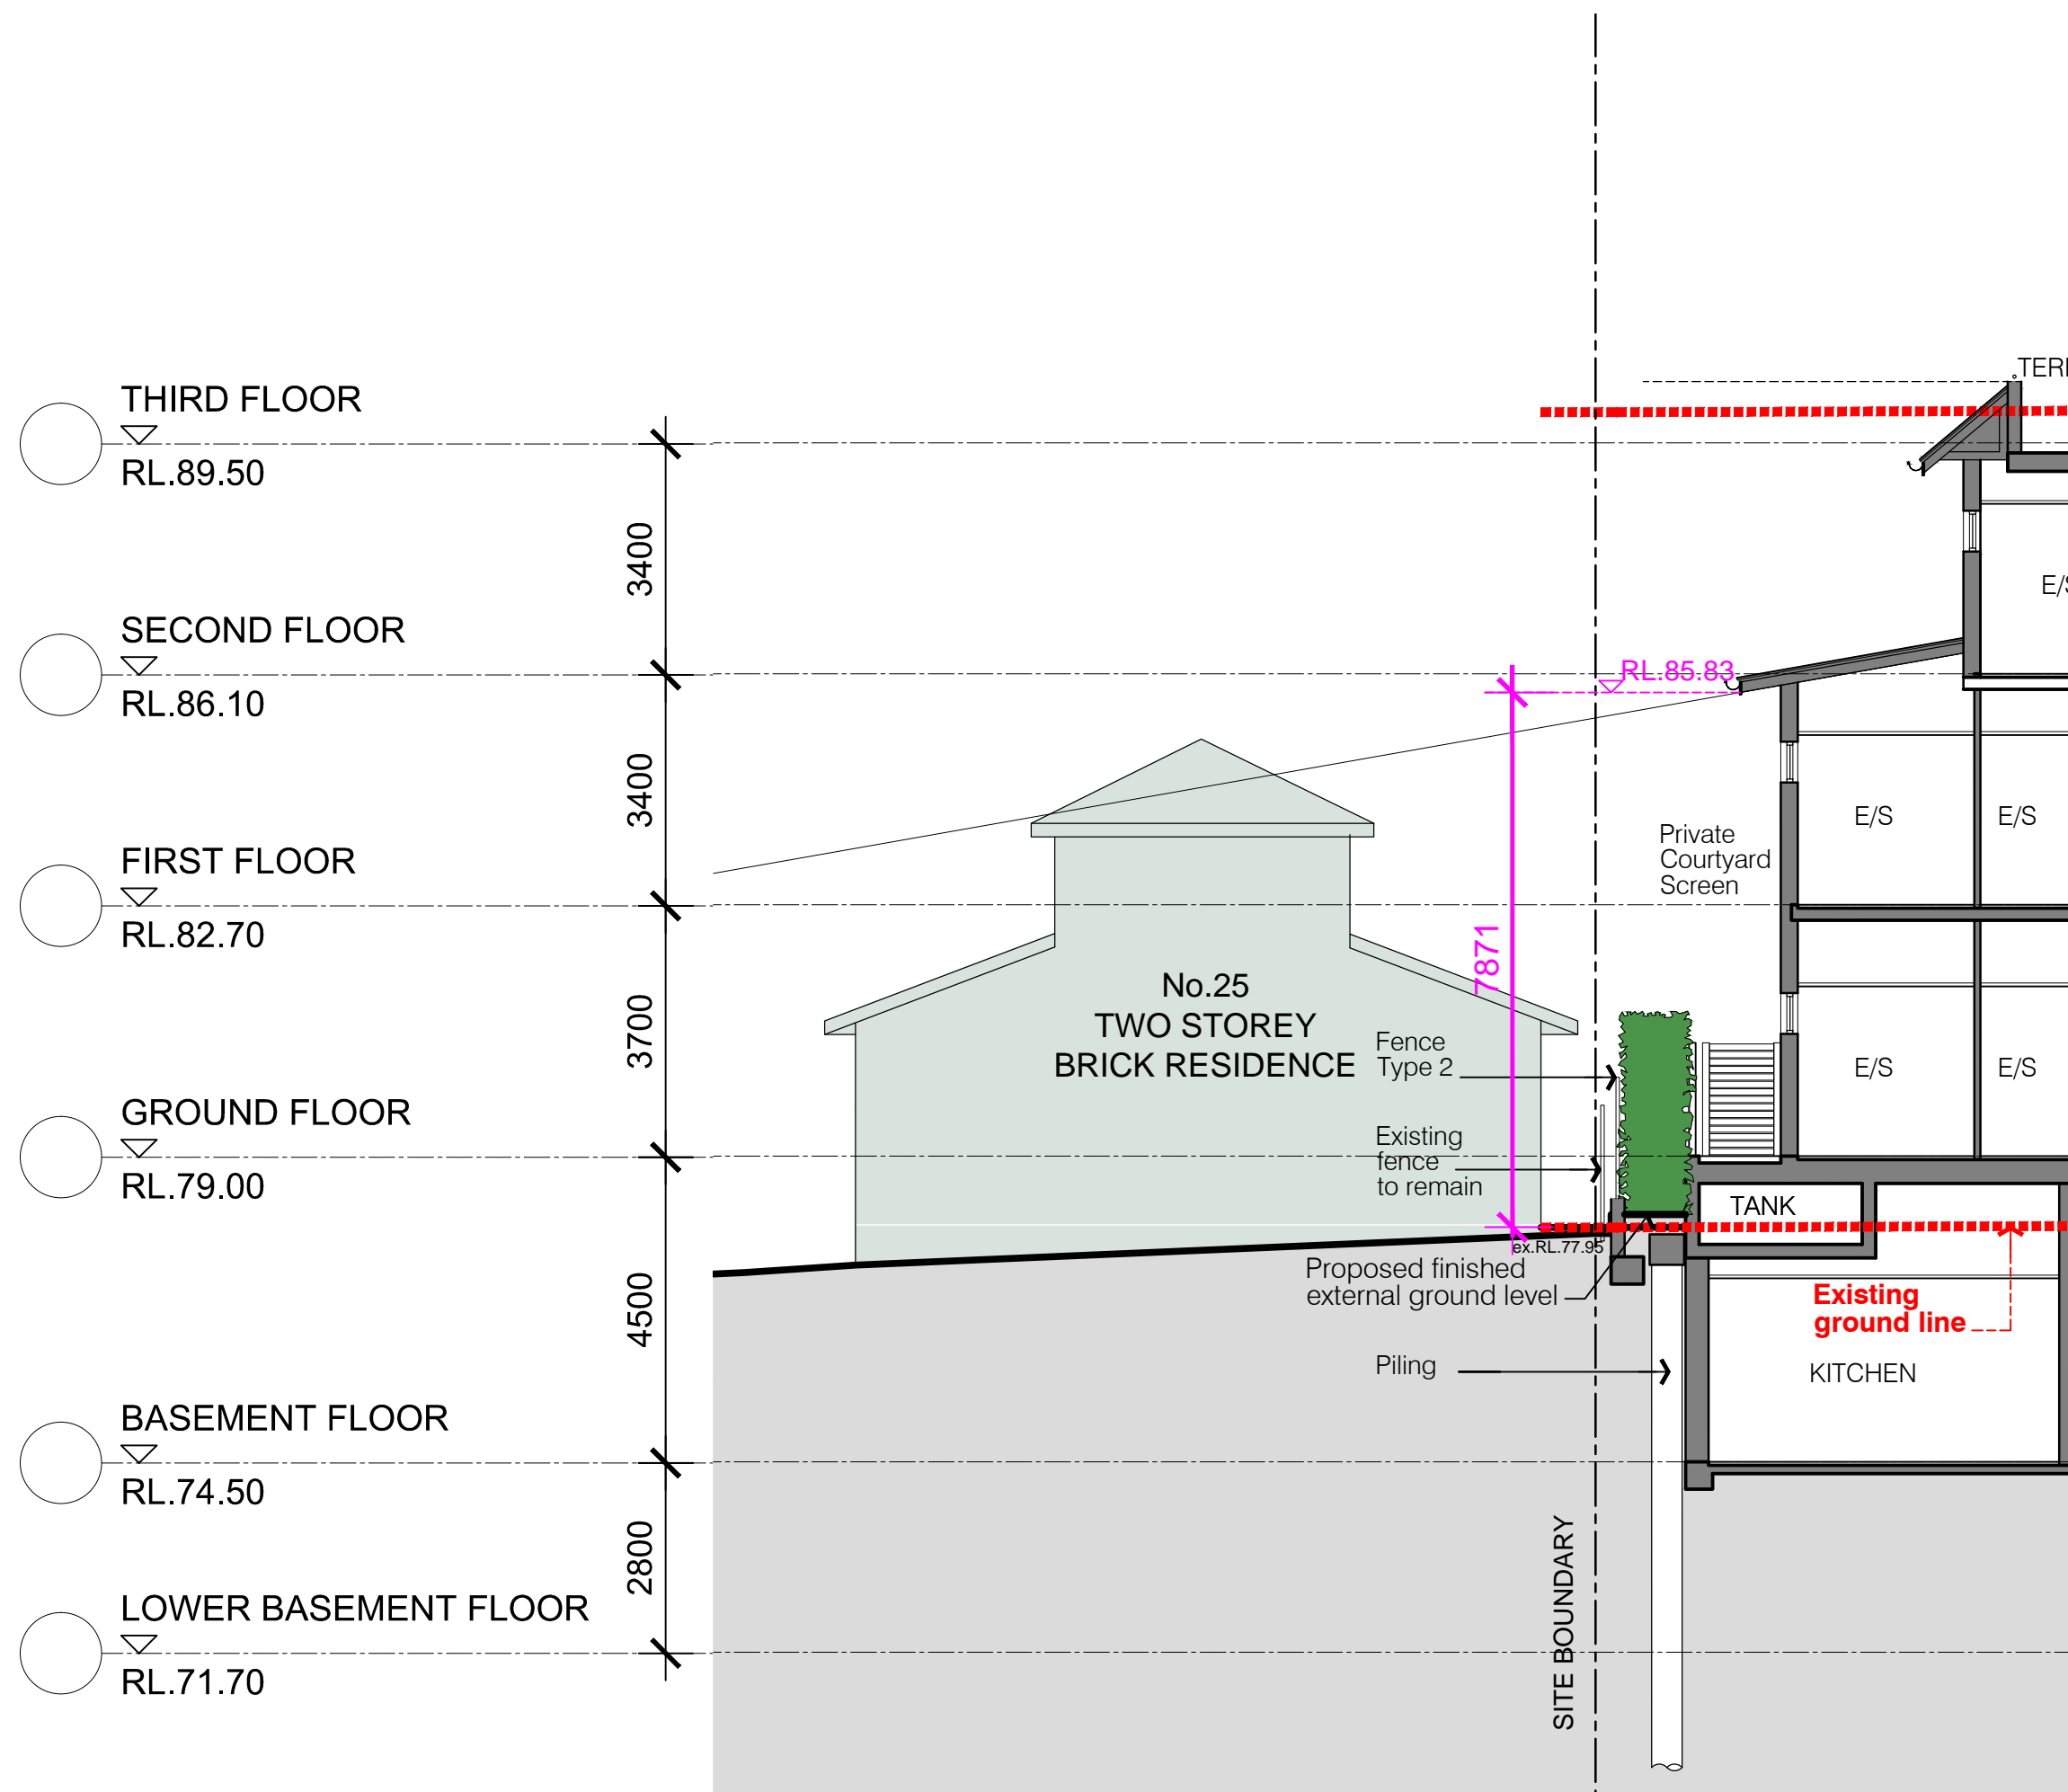 THIRD FLOOR
RL.89.50
3400
SECOND FLOOR
RL.86.10
3400
FIRST FLOOR
RL.82.70
3700
GROUND FLOOR
RL.79.00
4500
BASEMENT FLOOR
RL.74.50
2800
LOWER BASEMENT FLOOR
RL.71.70
No.25
TWO STOREY
BRICK RESIDENCE
RL.85.83
7871
Fence
Type 2
Existing
fence
to remain
ex.RL.77.95
Proposed finished
external ground level
Piling
SITE BOUNDARY
Private
Courtyard
Screen
E/S
E/S
E/S
E/S
TANK
Existing
ground line
KITCHEN